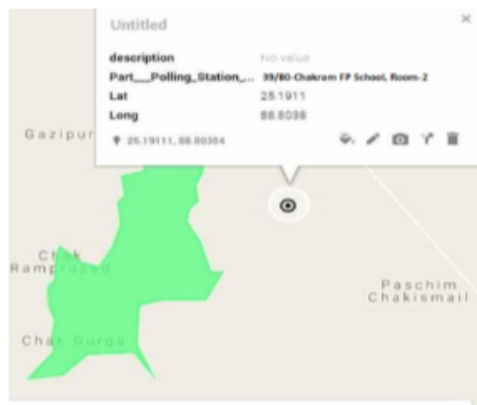 Untitled
description No value
Part___Polling_Station_... 39/80-Chakram FP School, Room-2
Lat 25.1911
Long 88.8038
25.19111, 88.80384
Gazipur
Chak
Ramprosad
Paschim
Chakismail
Chak Durga